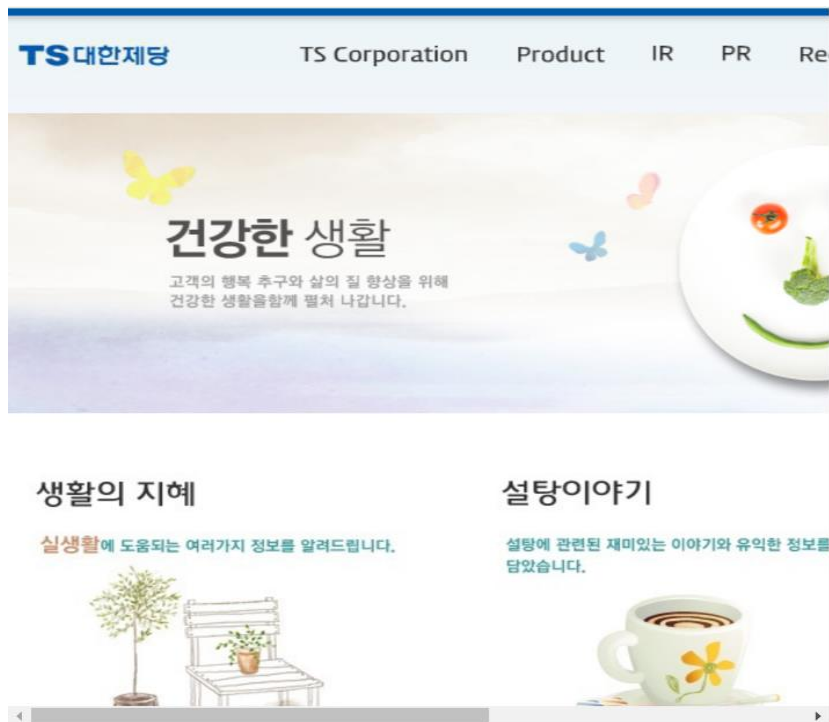 TS대한제당
TS Corporation Product IR PR
건강한 생활
고객의 행복 추구와 삶의 질 향상을 위해
건강한 생활을함께 펼쳐 나갑니다.
생활의 지혜
실생활에 도움되는 여러가지 정보를 알려드립니다.
설탕이야기
설탕에 관련된 재미있는 이야기와 유익한 정보를
담았습니다.